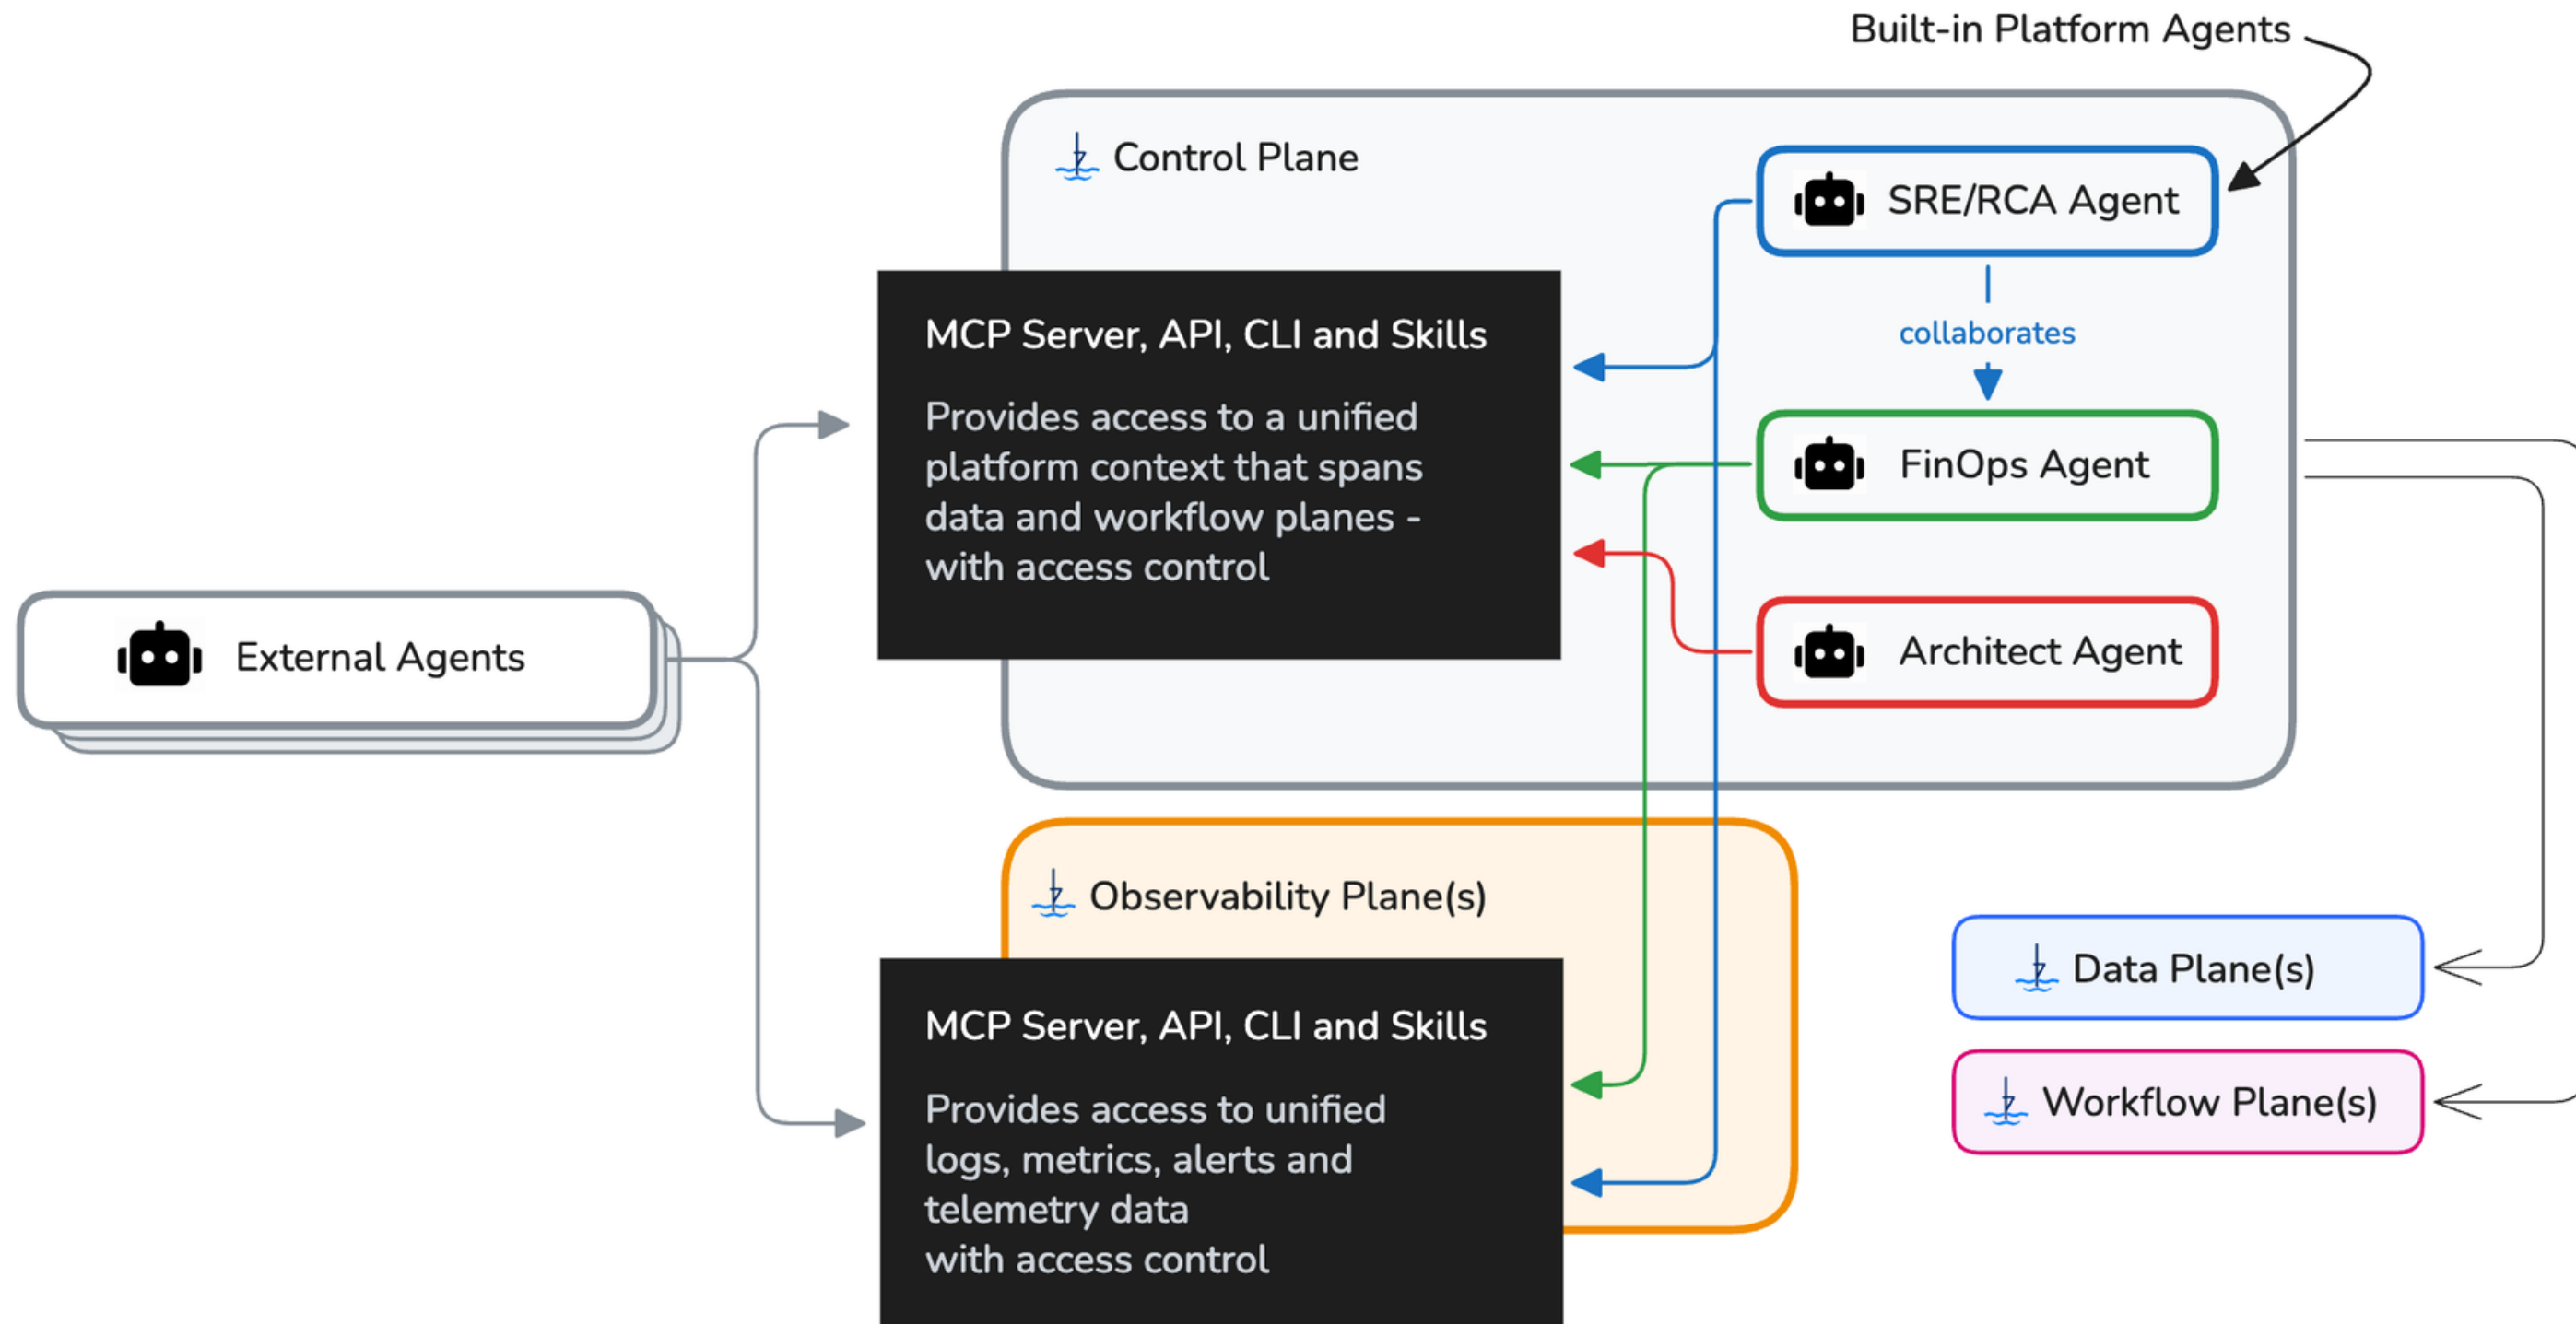 Built-in Platform Agents
Control Plane
SRE/RCA Agent
collaborates
FinOps Agent
Architect Agent
MCP Server, API, CLI and Skills
Provides access to a unified
platform context that spans
data and workflow planes -
with access control
External Agents
Observability Plane(s)
MCP Server, API, CLI and Skills
Provides access to unified
logs, metrics, alerts and
telemetry data
with access control
Data Plane(s)
Workflow Plane(s)